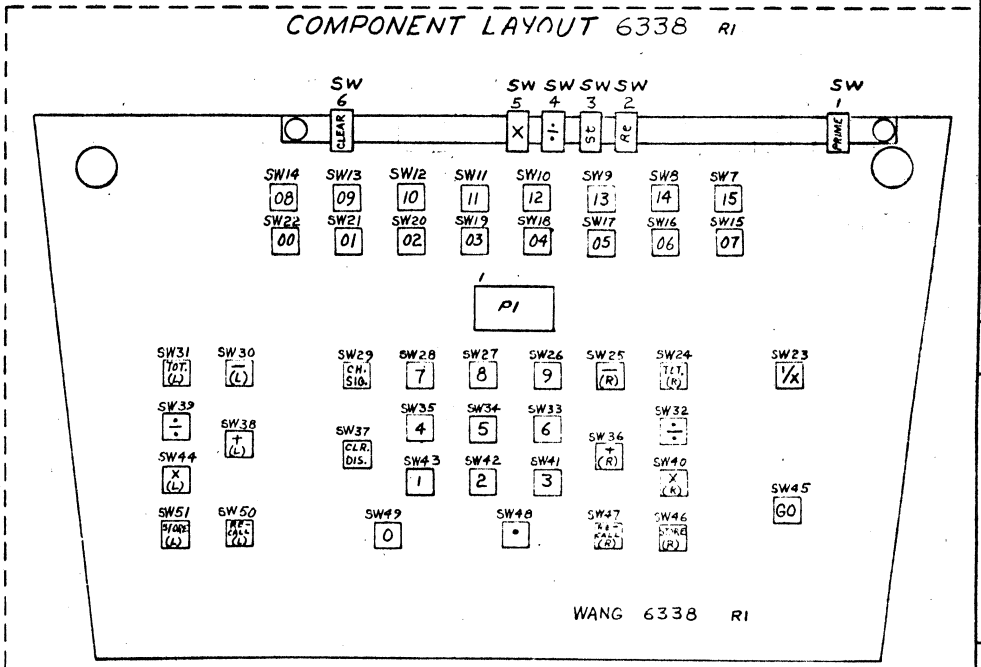 COMPONENT LAYOUT 6338 R1
SW SW SW SW SW SW
6 5 4 3 2 1
CLEAR X ÷ St Re PRIME
SW14 SW13 SW12 SW11 SW10 SW9 SW8 SW7
08 09 10 11 12 13 14 15
SW22 SW21 SW20 SW19 SW18 SW17 SW16 SW15
00 01 02 03 04 05 06 07
1
P1
SW31 SW30 SW29 SW28 SW27 SW26 SW25 SW24 SW23
TOT. (L) − (L) CH. SIG. 7 8 9 − (R) TOT. (R) 1/X
SW39 SW38 SW37 SW35 SW34 SW33 SW36 SW32
÷ + (L) CLR. DIS. 4 5 6 + (R) ÷
SW44 SW43 SW42 SW41 SW40 SW45
X (L) 1 2 3 X (R) GO
SW51 SW50 SW49 SW48 SW47 SW46
STORE (L) RE-CALL (L) 0 • RE-CALL (R) STORE (R)
WANG 6338 R1